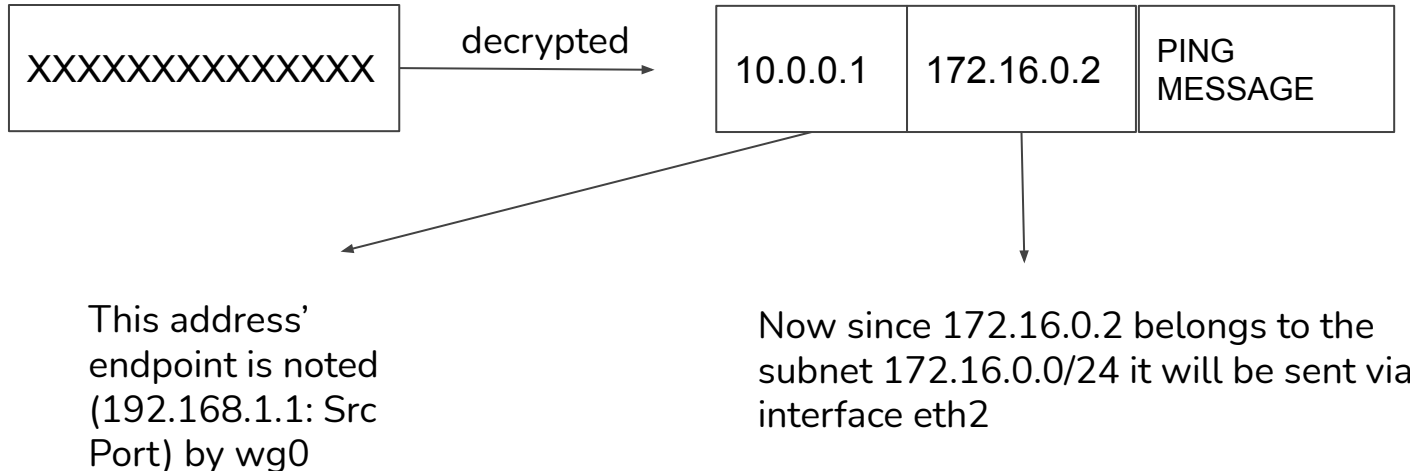 XXXXXXXXXXXXXX
decrypted
10.0.0.1
172.16.0.2
PING
MESSAGE
This address’
endpoint is noted
(192.168.1.1: Src
Port) by wg0
Now since 172.16.0.2 belongs to the
subnet 172.16.0.0/24 it will be sent via
interface eth2